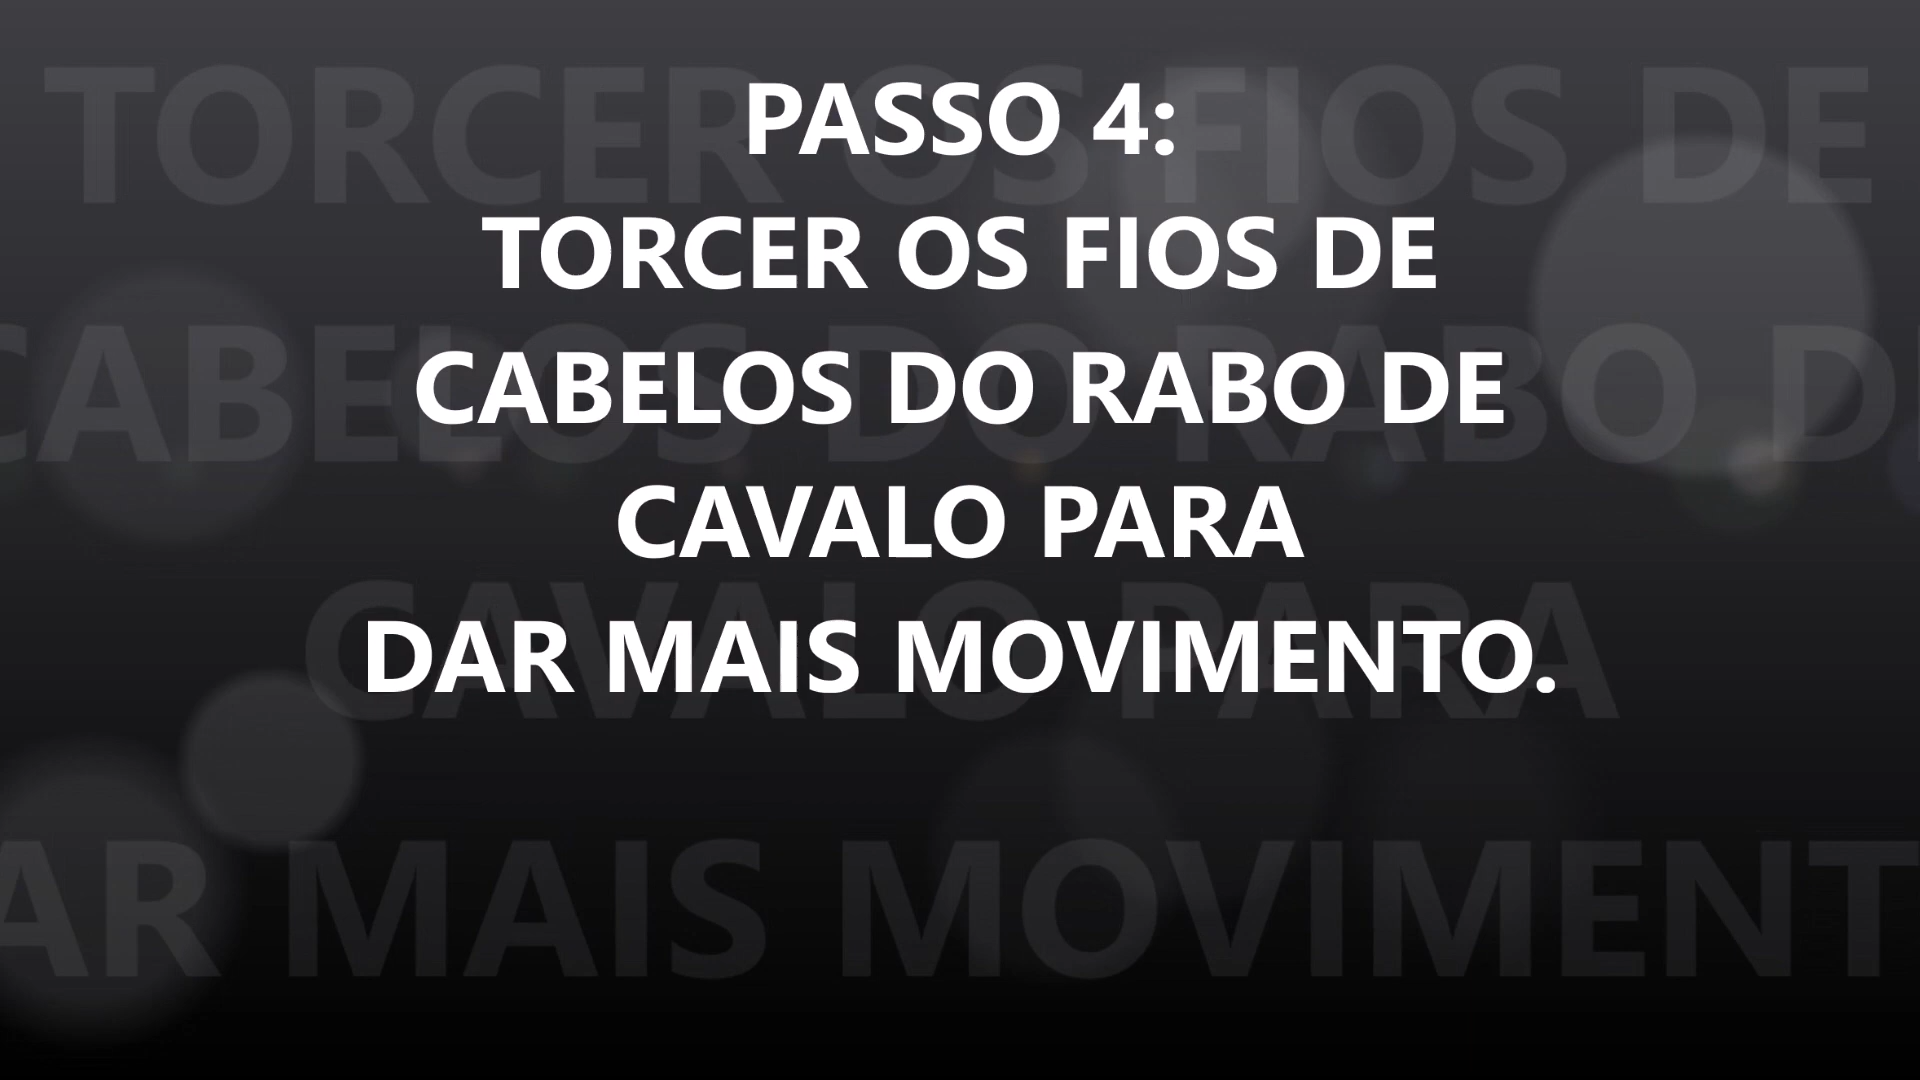 PASSO 4:
TORCER OS FIOS DE
CABELOS DO RABO DE
CAVALO PARA
DAR MAIS MOVIMENTO.